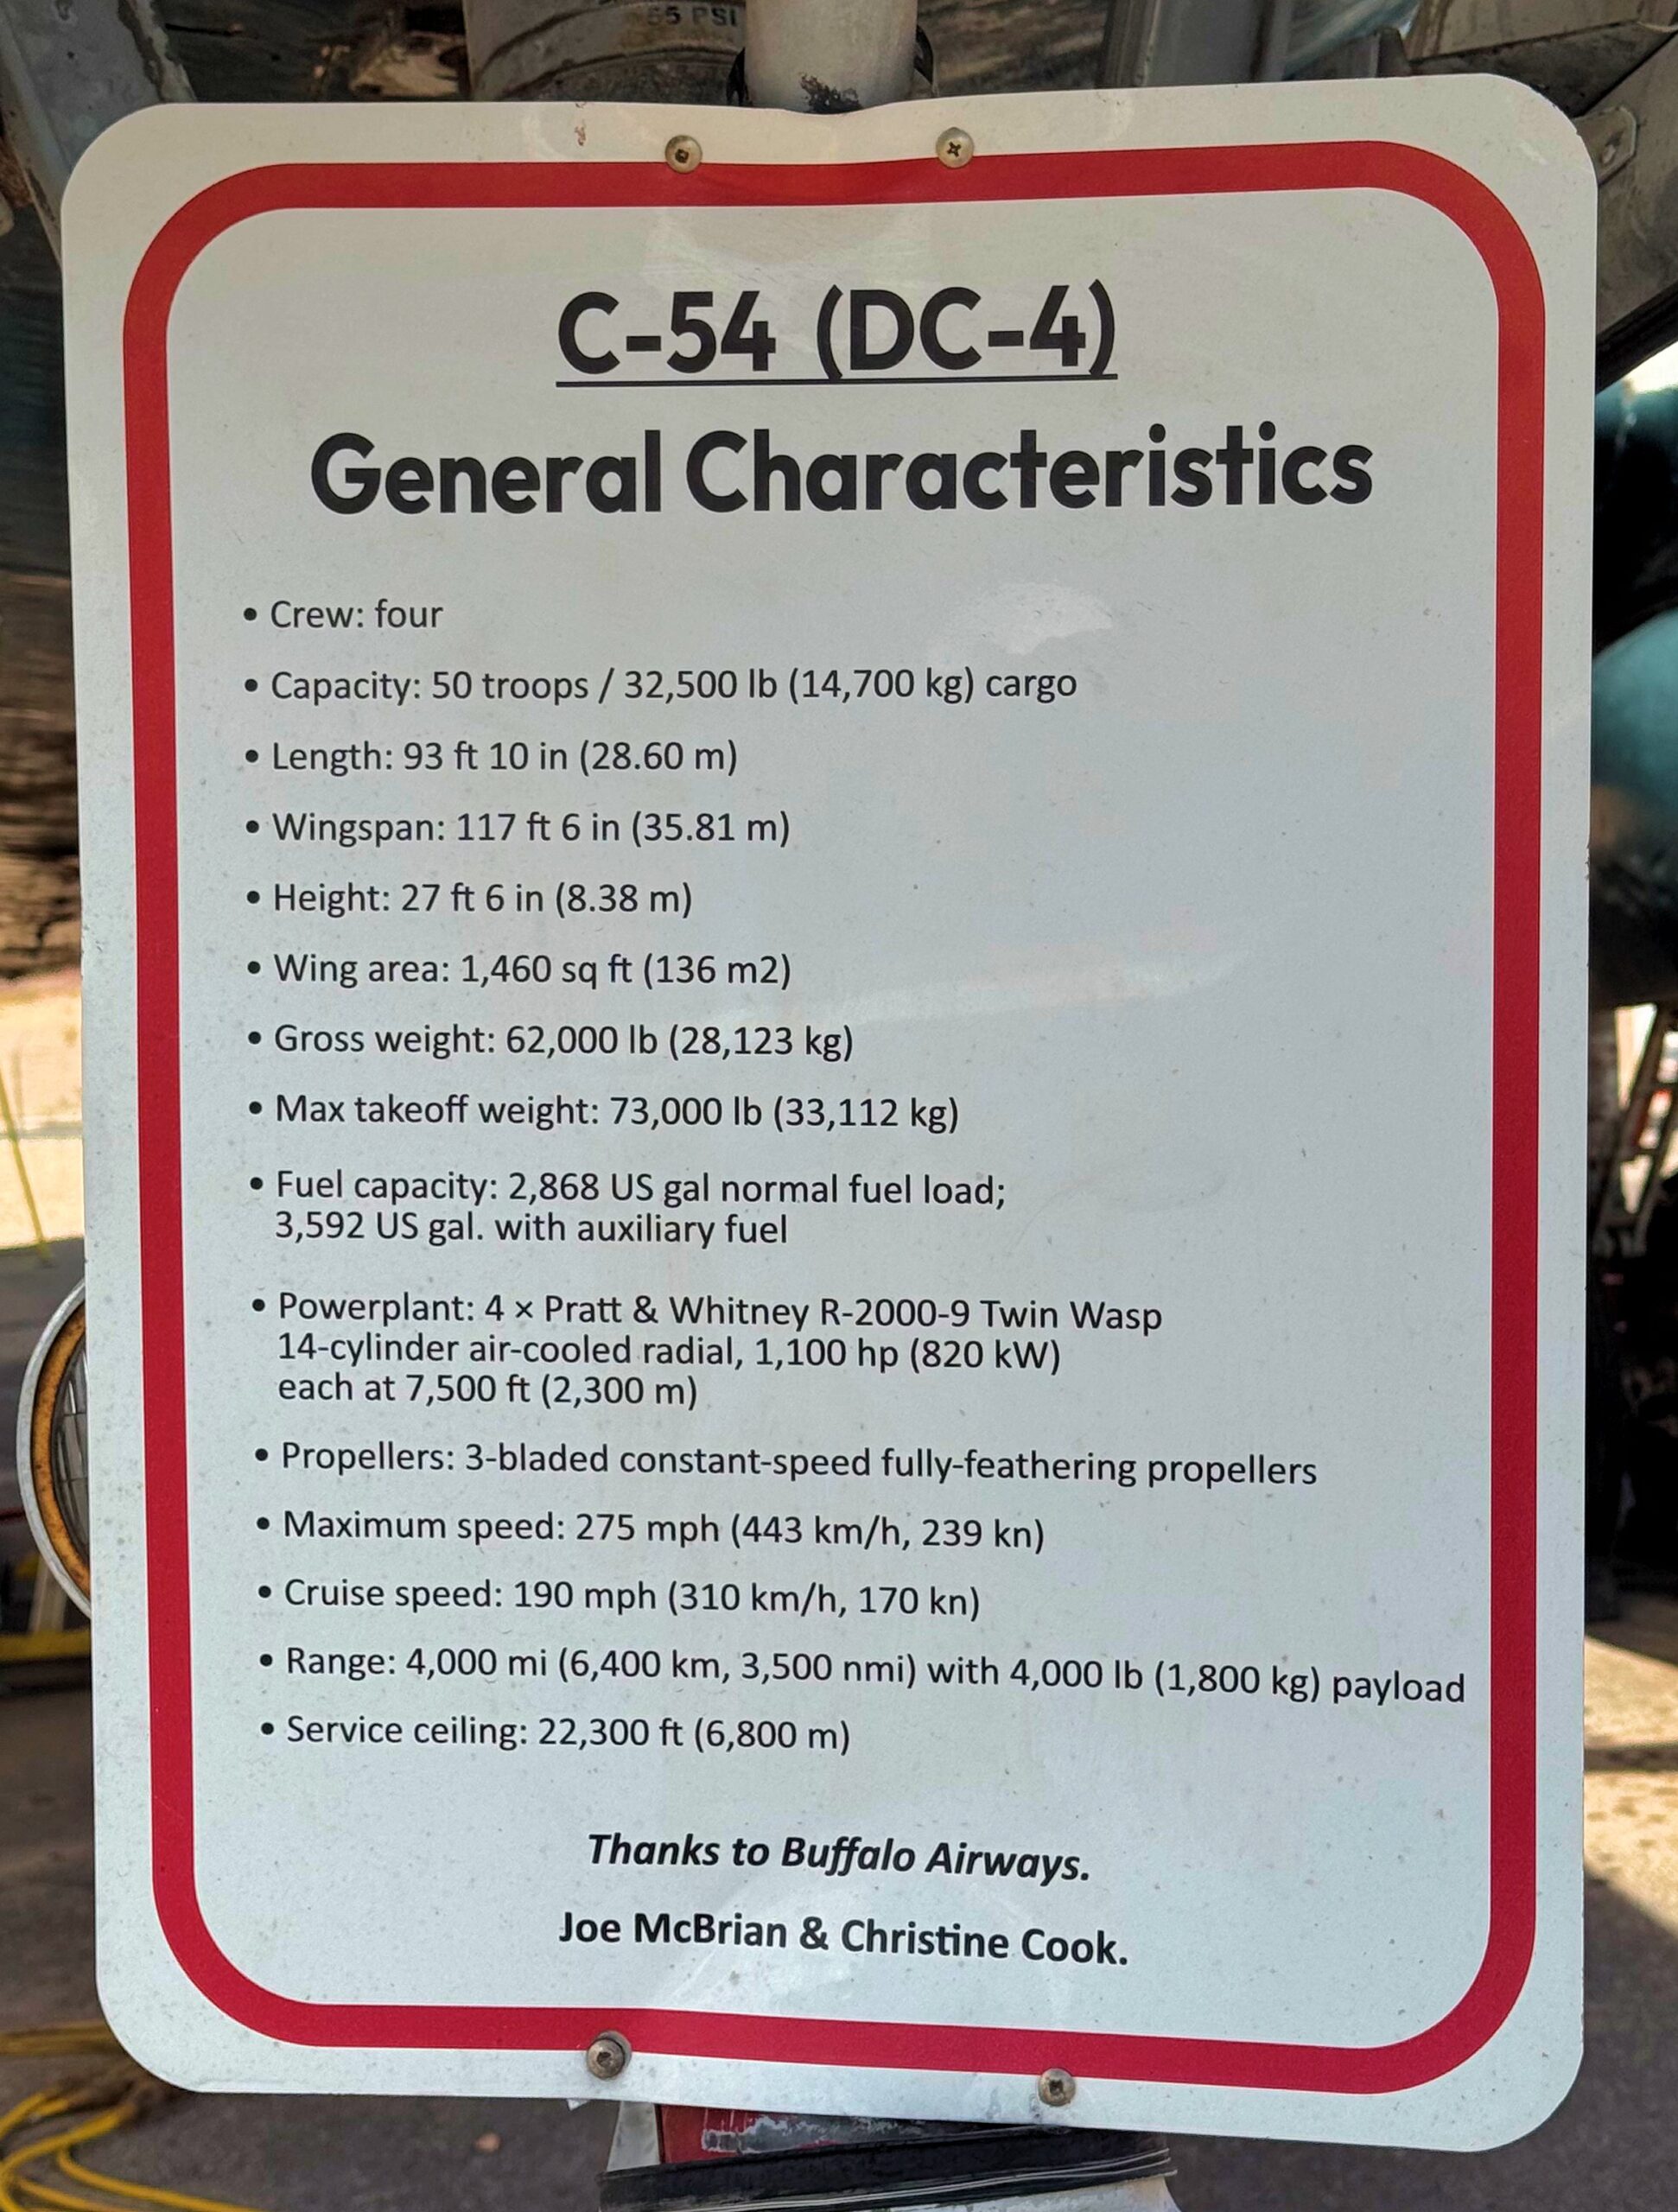 55 PSI
C-54 (DC-4)
General Characteristics
• Crew: four
• Capacity: 50 troops / 32,500 lb (14,700 kg) cargo
• Length: 93 ft 10 in (28.60 m)
• Wingspan: 117 ft 6 in (35.81 m)
• Height: 27 ft 6 in (8.38 m)
• Wing area: 1,460 sq ft (136 m2)
• Gross weight: 62,000 lb (28,123 kg)
• Max takeoff weight: 73,000 lb (33,112 kg)
• Fuel capacity: 2,868 US gal normal fuel load;
3,592 US gal. with auxiliary fuel
• Powerplant: 4 × Pratt & Whitney R-2000-9 Twin Wasp
14-cylinder air-cooled radial, 1,100 hp (820 kW)
each at 7,500 ft (2,300 m)
• Propellers: 3-bladed constant-speed fully-feathering propellers
• Maximum speed: 275 mph (443 km/h, 239 kn)
• Cruise speed: 190 mph (310 km/h, 170 kn)
• Range: 4,000 mi (6,400 km, 3,500 nmi) with 4,000 lb (1,800 kg) payload
• Service ceiling: 22,300 ft (6,800 m)
Thanks to Buffalo Airways.
Joe McBrian & Christine Cook.